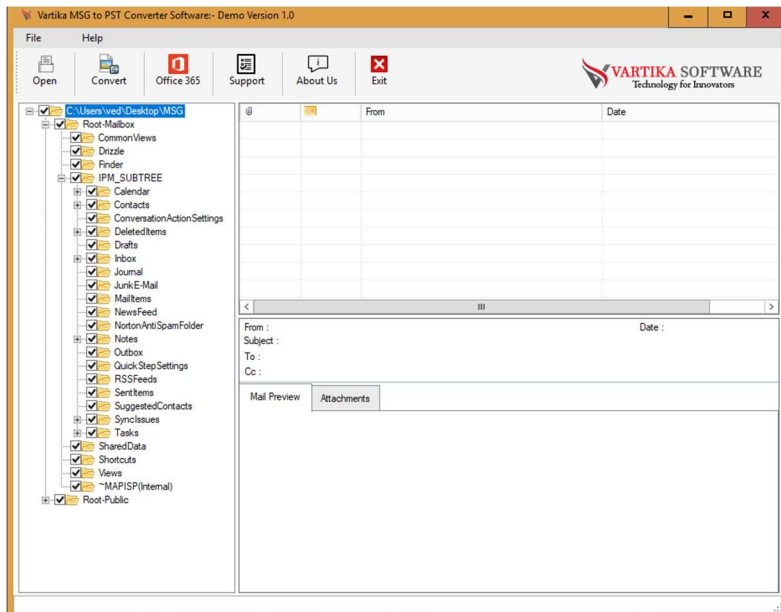 Vartika MSG to PST Converter Software:- Demo Version 1.0
File Help
Open Convert Office 365 Support About Us Exit
VARTIKA SOFTWARE
Technology for Innovators
C:\Users\ved\Desktop\MSG
Root-Mailbox
CommonViews
Drizzle
Finder
IPM_SUBTREE
Calendar
Contacts
ConversationActionSettings
DeletedItems
Drafts
Inbox
Journal
JunkE-Mail
MailItems
NewsFeed
NortonAntiSpamFolder
Notes
Outbox
QuickStepSettings
RSSFeeds
SentItems
SuggestedContacts
SyncIssues
Tasks
SharedData
Shortcuts
Views
~MAPISP(Internal)
Root-Public
From Date
From : Date :
Subject :
To :
Cc :
Mail Preview Attachments